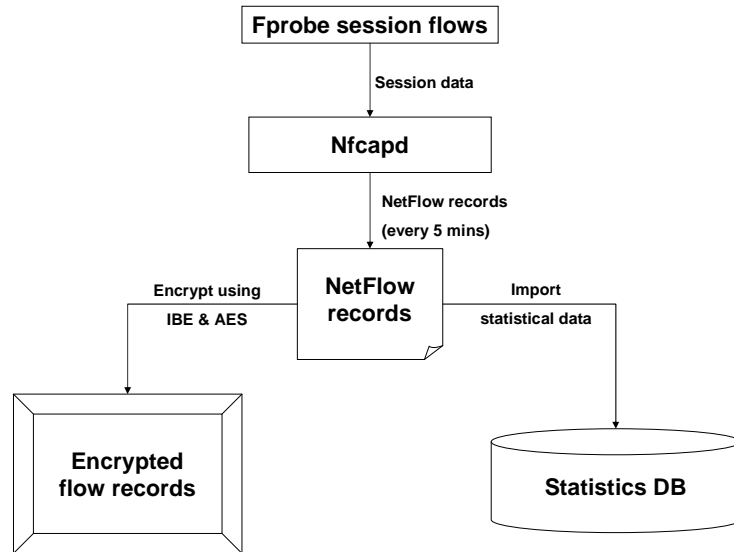 Fprobe session flows
Session data
Nfcapd
NetFlow records
(every 5 mins)
NetFlow
records
Encrypt using
IBE & AES
Import
statistical data
Encrypted
flow records
Statistics DB